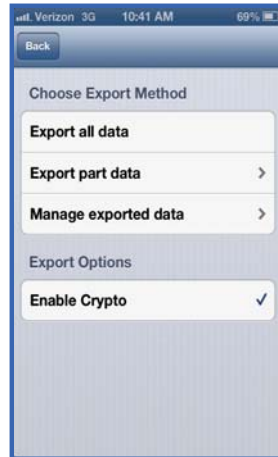 Verizon 3G 10:41 AM 69%
Back
Choose Export Method
Export all data
Export part data
Manage exported data
Export Options
Enable Crypto